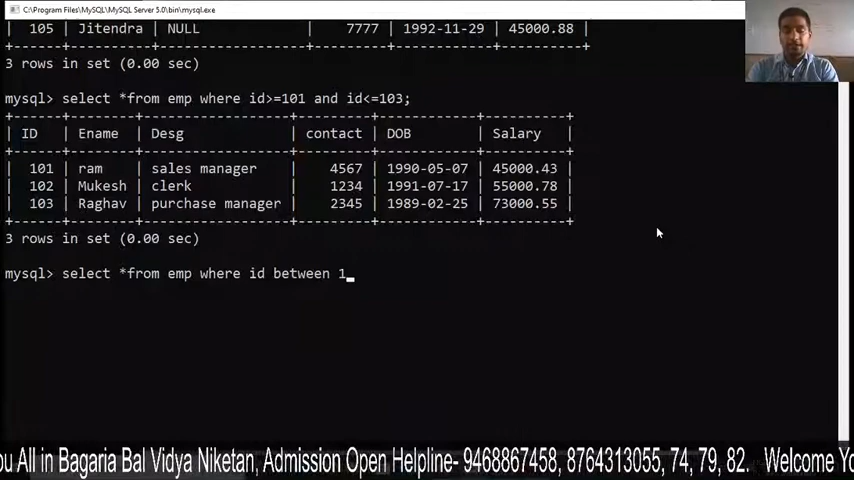 C:\Program Files\MySQL\MySQL Server 5.0\bin\mysql.exe
| 105 | Jitendra | NULL | 7777 | 1992-11-29 | 45000.88 |
+------+----------+------------------+---------+------------+----------+
3 rows in set (0.00 sec)
mysql> select *from emp where id>=101 and id<=103;
+------+--------+------------------+---------+------------+----------+
| ID | Ename | Desg | contact | DOB | Salary |
+------+--------+------------------+---------+------------+----------+
| 101 | ram | sales manager | 4567 | 1990-05-07 | 45000.43 |
| 102 | Mukesh | clerk | 1234 | 1991-07-17 | 55000.78 |
| 103 | Raghav | purchase manager | 2345 | 1989-02-25 | 73000.55 |
+------+--------+------------------+---------+------------+----------+
3 rows in set (0.00 sec)
mysql> select *from emp where id between 1_
ou All in Bagaria Bal Vidya Niketan, Admission Open Helpline- 9468867458, 8764313055, 74, 79, 82. Welcome Yo